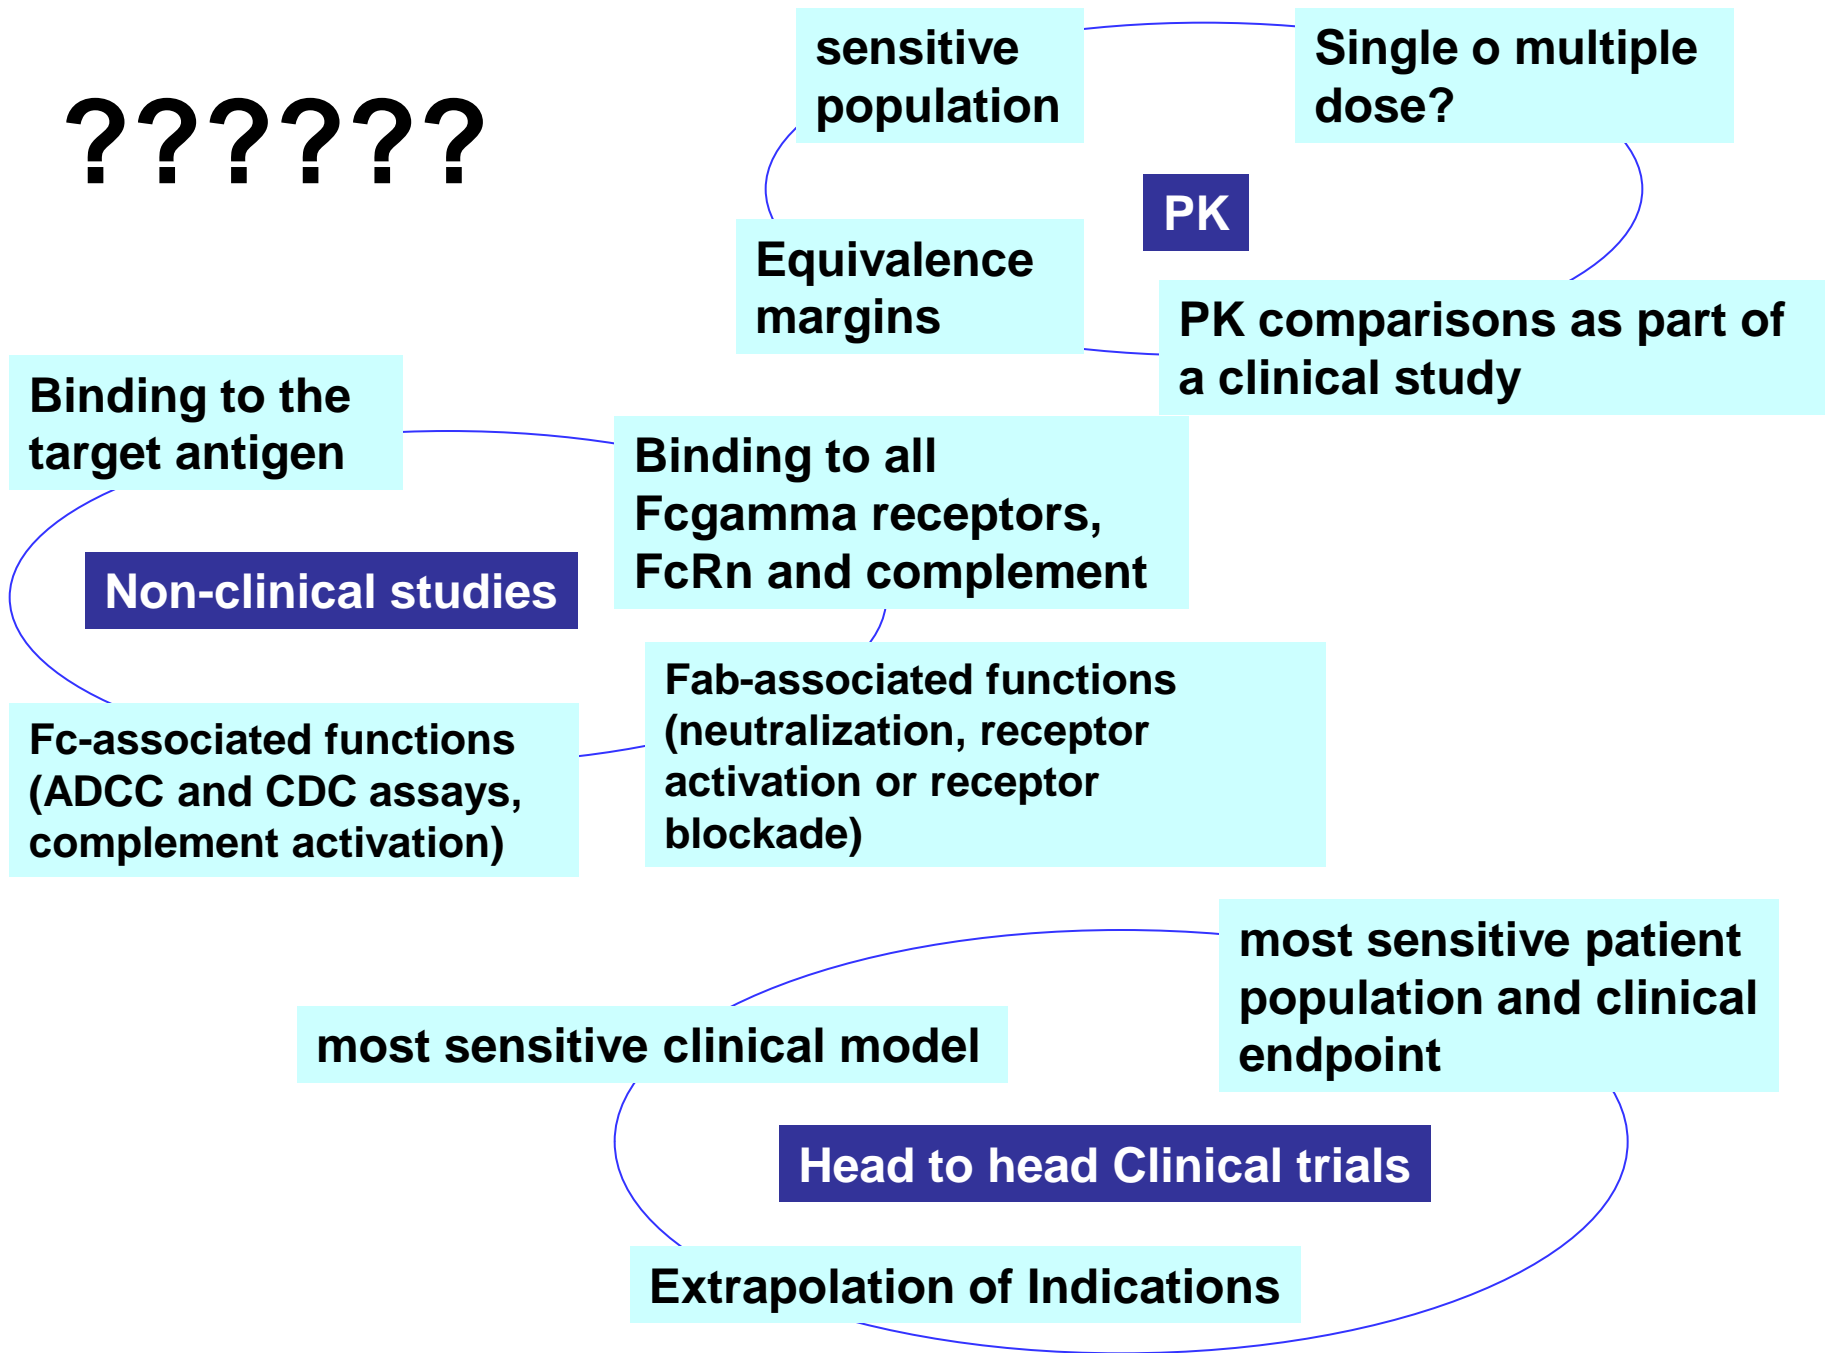 ??????
sensitive
population
Single o multiple
dose?
PK
Equivalence
margins
PK comparisons as part of
a clinical study
Binding to the
target antigen
Binding to all
Fcgamma receptors,
FcRn and complement
Non-clinical studies
Fc-associated functions
(ADCC and CDC assays,
complement activation)
Fab-associated functions
(neutralization, receptor
activation or receptor
blockade)
most sensitive patient
population and clinical
endpoint
most sensitive clinical model
Head to head Clinical trials
Extrapolation of Indications